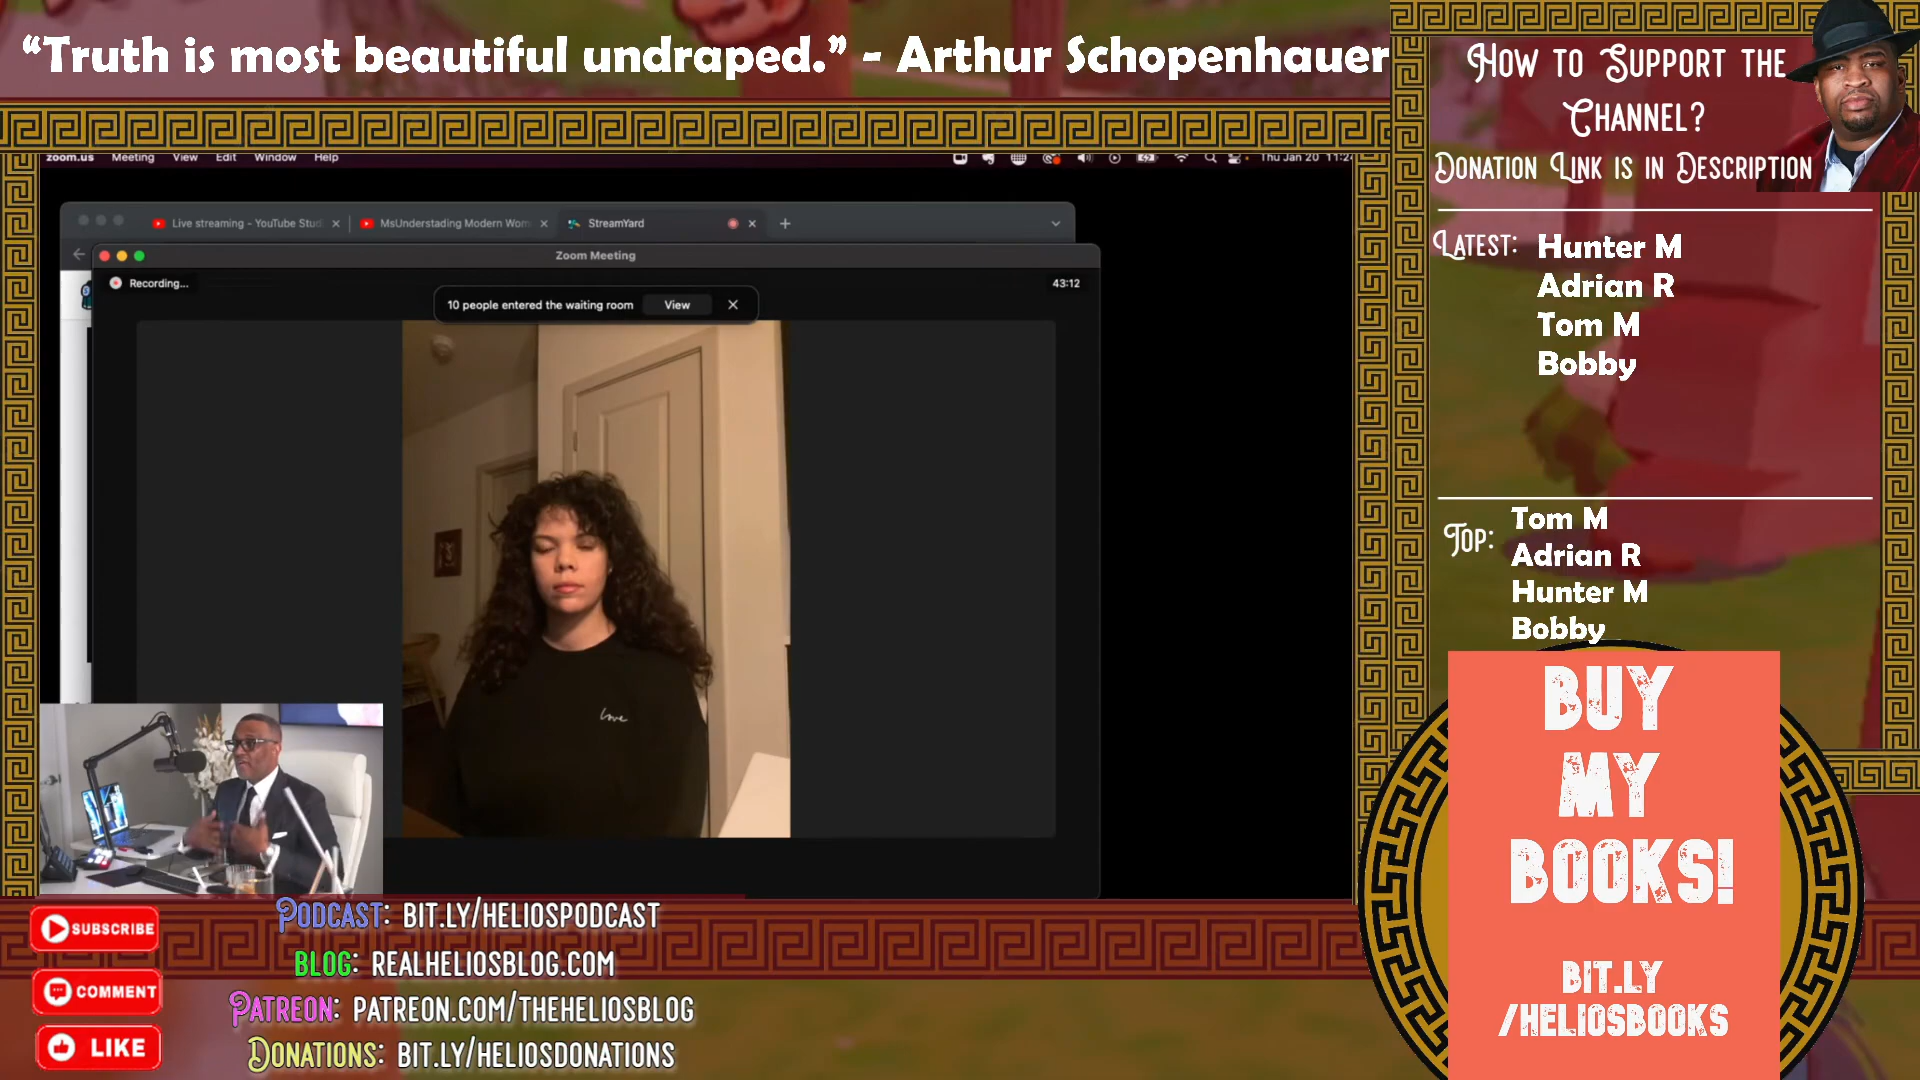 “Truth is most beautiful undraped.” - Arthur Schopenhauer
zoom.us Meeting View Edit Window Help
Thu Jan 20 11:24
Live streaming - YouTube Stud
MsUnderstading Modern Wom
StreamYard
Zoom Meeting
Recording...
43:12
10 people entered the waiting room View
love
How to Support the
Channel?
Donation Link is in Description
Latest: Hunter M
Adrian R
Tom M
Bobby
Top: Tom M
Adrian R
Hunter M
Bobby
BUY
MY
BOOKS!
BIT.LY
/HELIOSBOOKS
SUBSCRIBE
COMMENT
LIKE
Podcast: bit.ly/heliospodcast
Blog: realheliosblog.com
Patreon: patreon.com/theheliosblog
Donations: bit.ly/heliosdonations